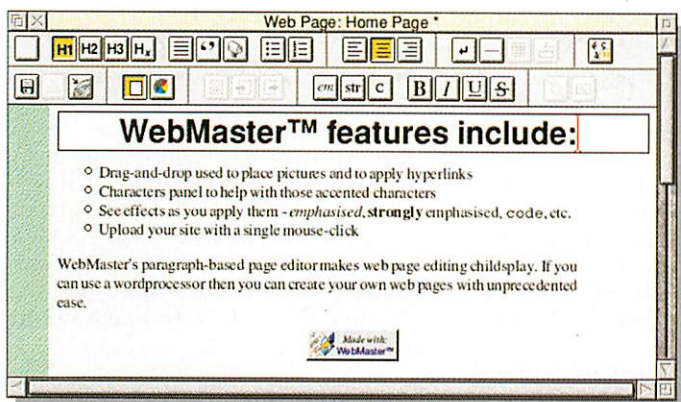 Web Page: Home Page *
H1 H2 H3 Hx
em str c B I U S
WebMaster™ features include:
Drag-and-drop used to place pictures and to apply hyperlinks
Characters panel to help with those accented characters
See effects as you apply them - emphasised, strongly emphasised, code, etc.
Upload your site with a single mouse-click
WebMaster's paragraph-based page editor makes web page editing childsplay. If you
can use a wordprocessor then you can create your own web pages with unprecedented
ease.
Made with:
WebMaster™